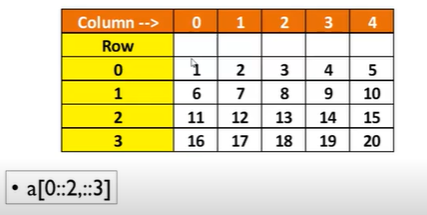 Column --> 0 1 2 3 4
Row
0 1 2 3 4 5
1 6 7 8 9 10
2 11 12 13 14 15
3 16 17 18 19 20
• a[0::2,::3]